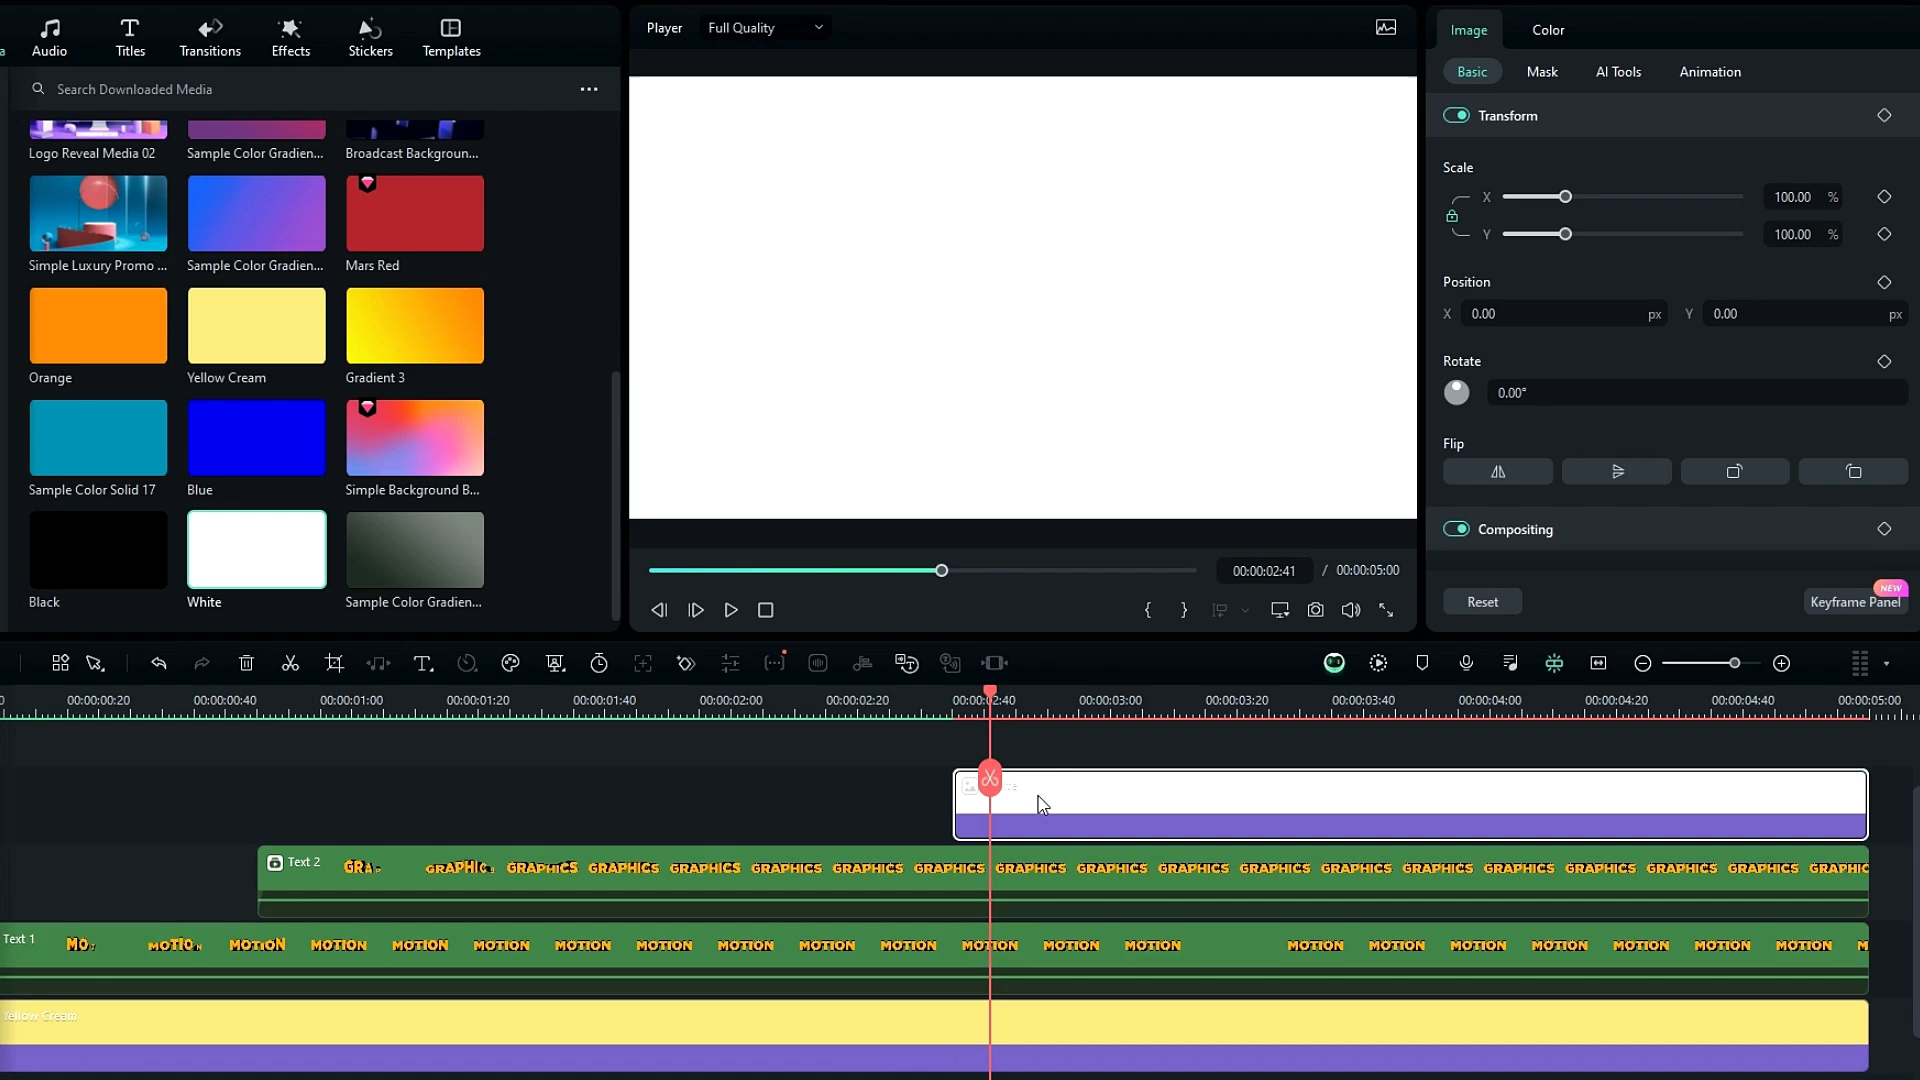 Audio
Titles
Transitions
Effects
Stickers
Templates
Player
Full Quality
Image
Color
Search Downloaded Media
Basic
Mask
AI Tools
Animation
Transform
Logo Reveal Media 02
Sample Color Gradien...
Broadcast Backgroun...
Scale
X
100.00
%
Y
100.00
%
Simple Luxury Promo ...
Sample Color Gradien...
Mars Red
Position
X
0.00
px
Y
0.00
px
Rotate
Orange
Yellow Cream
Gradient 3
0.00°
Flip
Sample Color Solid 17
Blue
Simple Background B...
Compositing
00:00:02:41 / 00:00:05:00
Black
White
Sample Color Gradien...
Reset
NEW
Keyframe Panel
00:00:00:20
00:00:00:40
00:00:01:00
00:00:01:20
00:00:01:40
00:00:02:00
00:00:02:20
00:00:02:40
00:00:03:00
00:00:03:20
00:00:03:40
00:00:04:00
00:00:04:20
00:00:04:40
00:00:05:00
Text 2
GRAPHICS GRAPHICS GRAPHICS GRAPHICS GRAPHICS GRAPHICS GRAPHICS GRAPHICS GRAPHICS GRAPHICS GRAPHICS GRAPHICS GRAPHICS GRAPHICS GRAPHICS GRAPHICS GRAPHICS GRAPHIC
Text 1
MO MOTION MOTION MOTION MOTION MOTION MOTION MOTION MOTION MOTION MOTION MOTION MOTION MOTION MOTION MOTION MOTION MOTION MOTION MOTION MOTION M
Yellow Cream